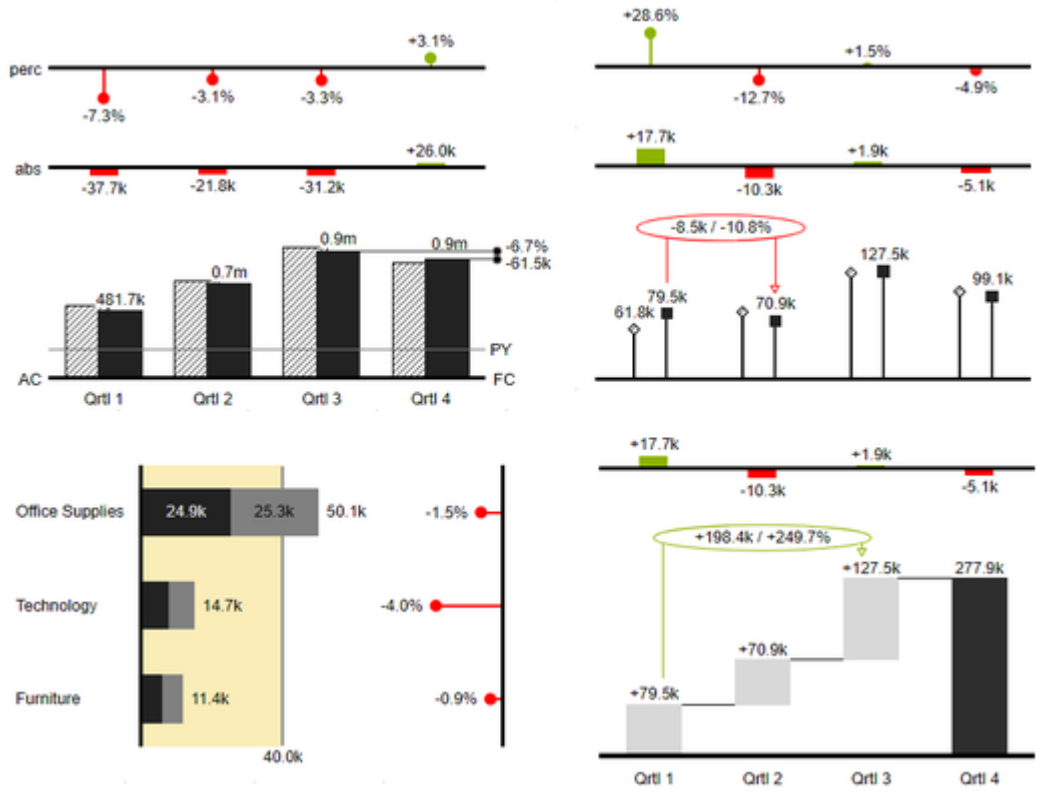 +3.1%
perc
-7.3%
-3.1%
-3.3%
+26.0k
abs
-37.7k
-21.8k
-31.2k
481.7k
0.7m
0.9m
0.9m
-6.7%
-61.5k
PY
AC
FC
Qrtl 1
Qrtl 2
Qrtl 3
Qrtl 4
+28.6%
+1.5%
-12.7%
-4.9%
+17.7k
+1.9k
-10.3k
-5.1k
-8.5k / -10.8%
61.8k
79.5k
70.9k
127.5k
99.1k
Office Supplies
24.9k
25.3k
50.1k
-1.5%
Technology
14.7k
-4.0%
Furniture
11.4k
-0.9%
40.0k
+17.7k
+1.9k
-10.3k
-5.1k
+198.4k / +249.7%
+79.5k
+70.9k
+127.5k
277.9k
Qrtl 1
Qrtl 2
Qrtl 3
Qrtl 4